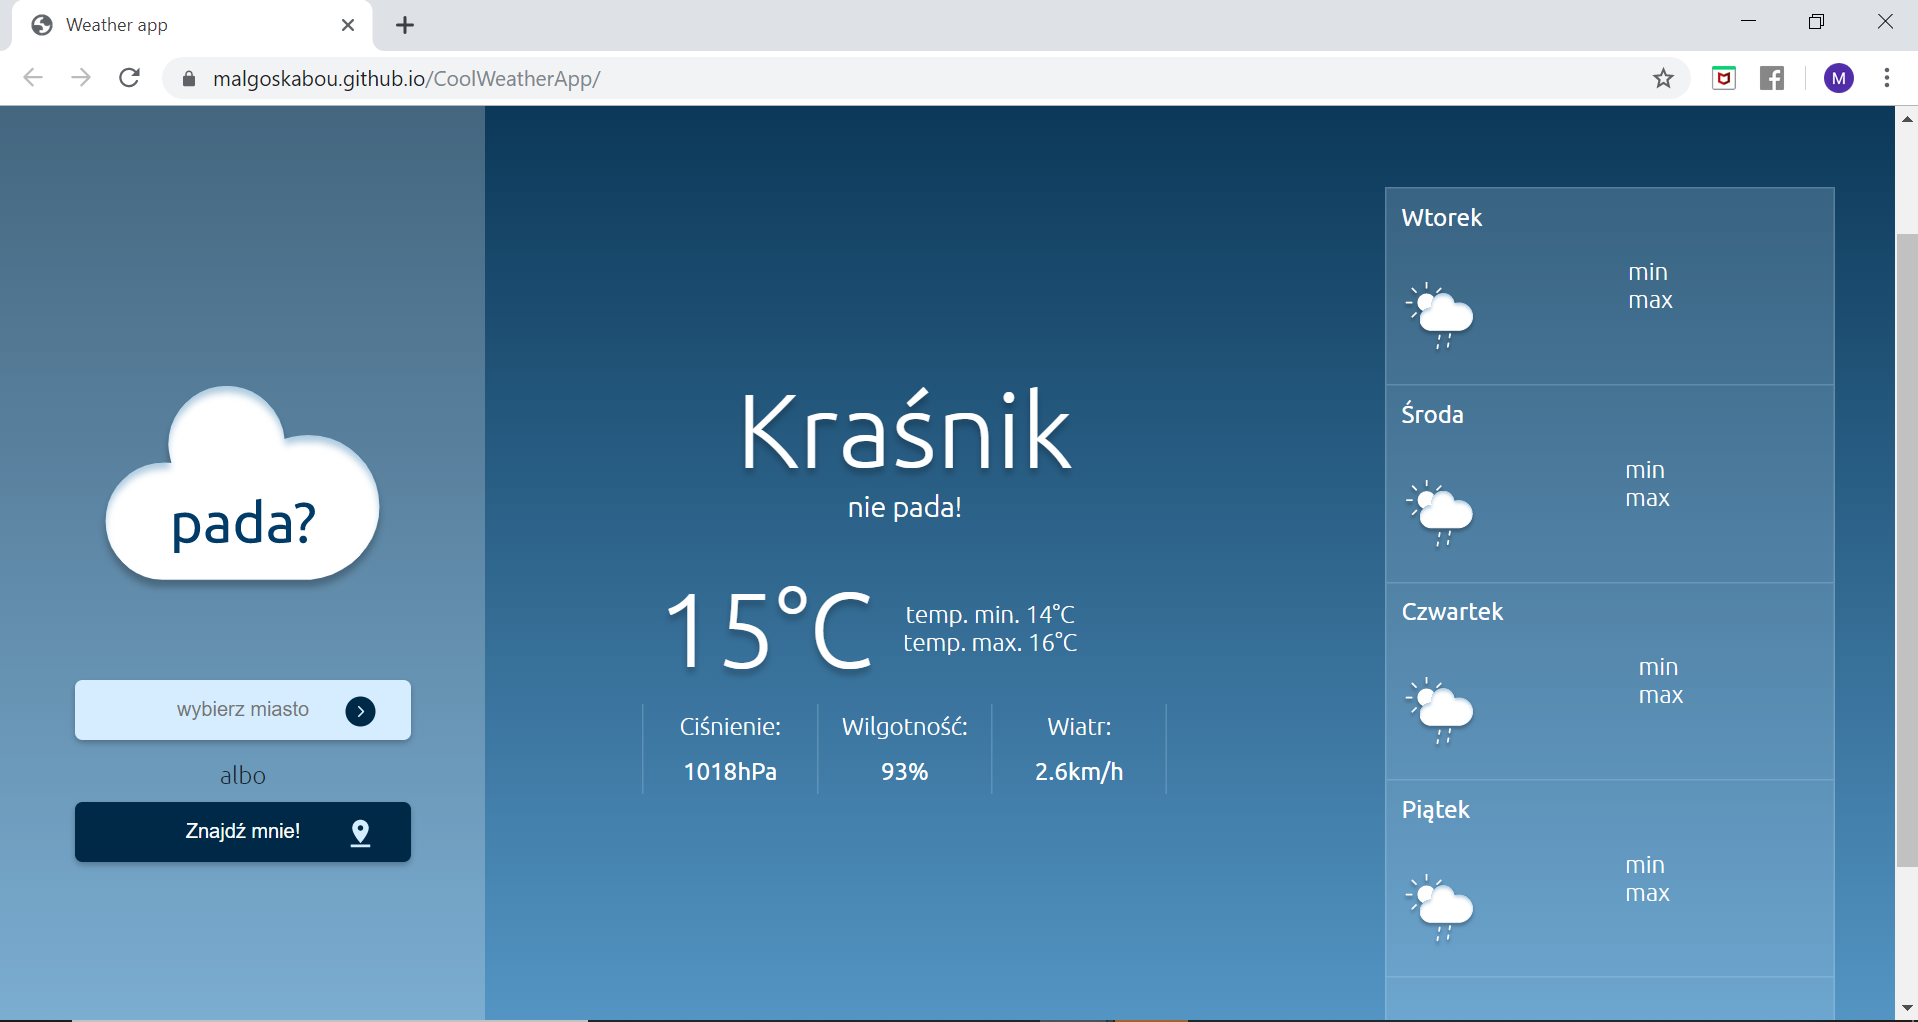 Weather app
malgoskabou.github.io/CoolWeatherApp/
M
pada?
wybierz miasto
albo
Znajdź mnie!
Kraśnik
nie pada!
15°C
temp. min. 14°C
temp. max. 16°C
Ciśnienie:
1018hPa
Wilgotność:
93%
Wiatr:
2.6km/h
Wtorek
min
max
Środa
min
max
Czwartek
min
max
Piątek
min
max